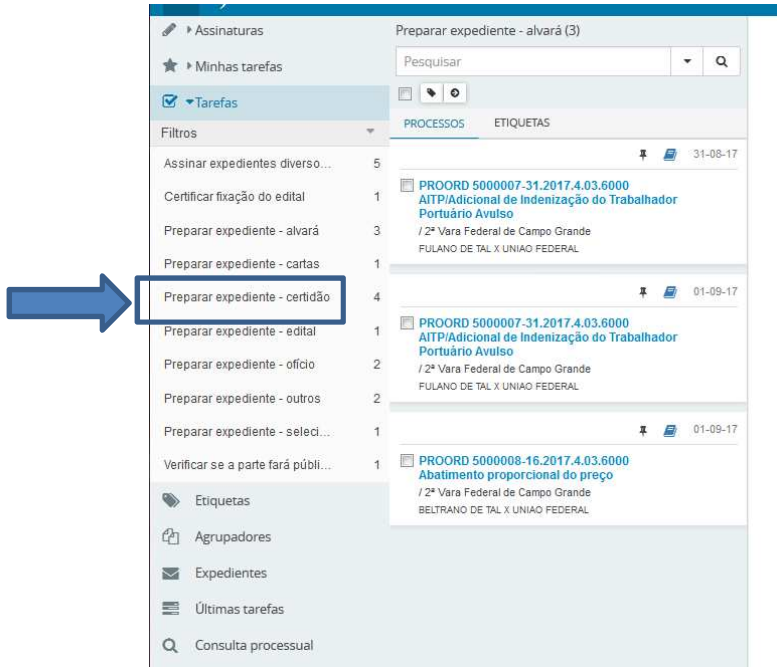 Assinaturas
Minhas tarefas
Tarefas
Filtros
Assinar expedientes diverso... 5
Certificar fixação do edital 1
Preparar expediente - alvará 3
Preparar expediente - cartas 1
Preparar expediente - certidão 4
Preparar expediente - edital 1
Preparar expediente - ofício 2
Preparar expediente - outros 2
Preparar expediente - seleci... 1
Verificar se a parte fará públi... 1
Etiquetas
Agrupadores
Expedientes
Últimas tarefas
Consulta processual
Preparar expediente - alvará (3)
Pesquisar
PROCESSOS ETIQUETAS
31-08-17
PROORD 5000007-31.2017.4.03.6000
AITP/Adicional de Indenização do Trabalhador
Portuário Avulso
/ 2ª Vara Federal de Campo Grande
FULANO DE TAL X UNIAO FEDERAL
01-09-17
PROORD 5000007-31.2017.4.03.6000
AITP/Adicional de Indenização do Trabalhador
Portuário Avulso
/ 2ª Vara Federal de Campo Grande
FULANO DE TAL X UNIAO FEDERAL
01-09-17
PROORD 5000008-16.2017.4.03.6000
Abatimento proporcional do preço
/ 2ª Vara Federal de Campo Grande
BELTRANO DE TAL X UNIAO FEDERAL